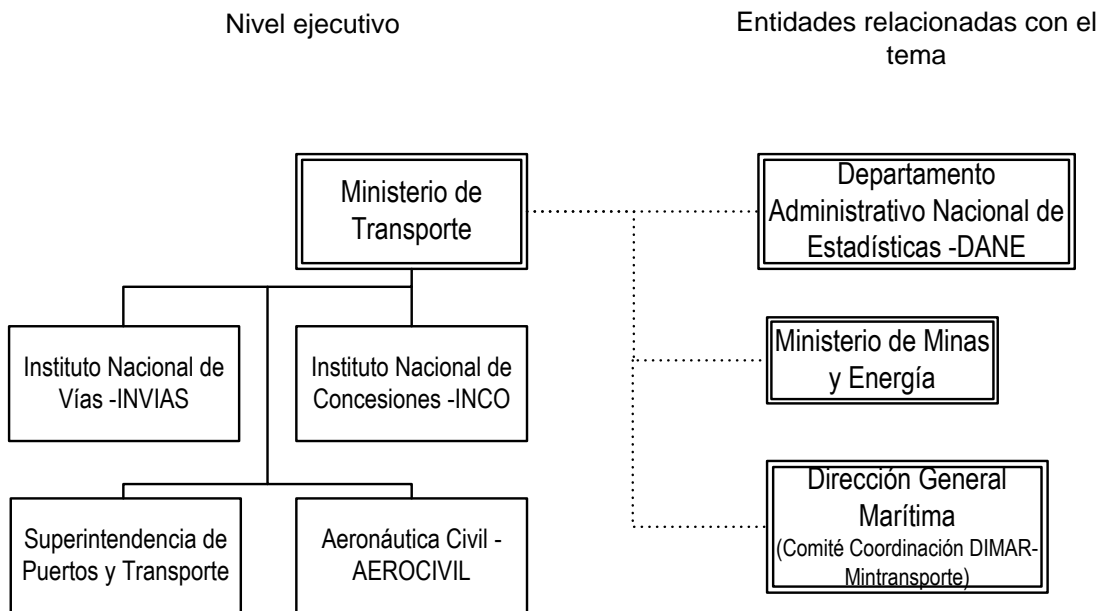 Nivel ejecutivo
Entidades relacionadas con el
tema
Ministerio de
Transporte
Departamento
Administrativo Nacional de
Estadísticas -DANE
Instituto Nacional de
Vías -INVIAS
Instituto Nacional de
Concesiones -INCO
Ministerio de Minas
y Energía
Superintendencia de
Puertos y Transporte
Aeronáutica Civil -
AEROCIVIL
Dirección General
Marítima
(Comité Coordinación DIMAR-
Mintransporte)